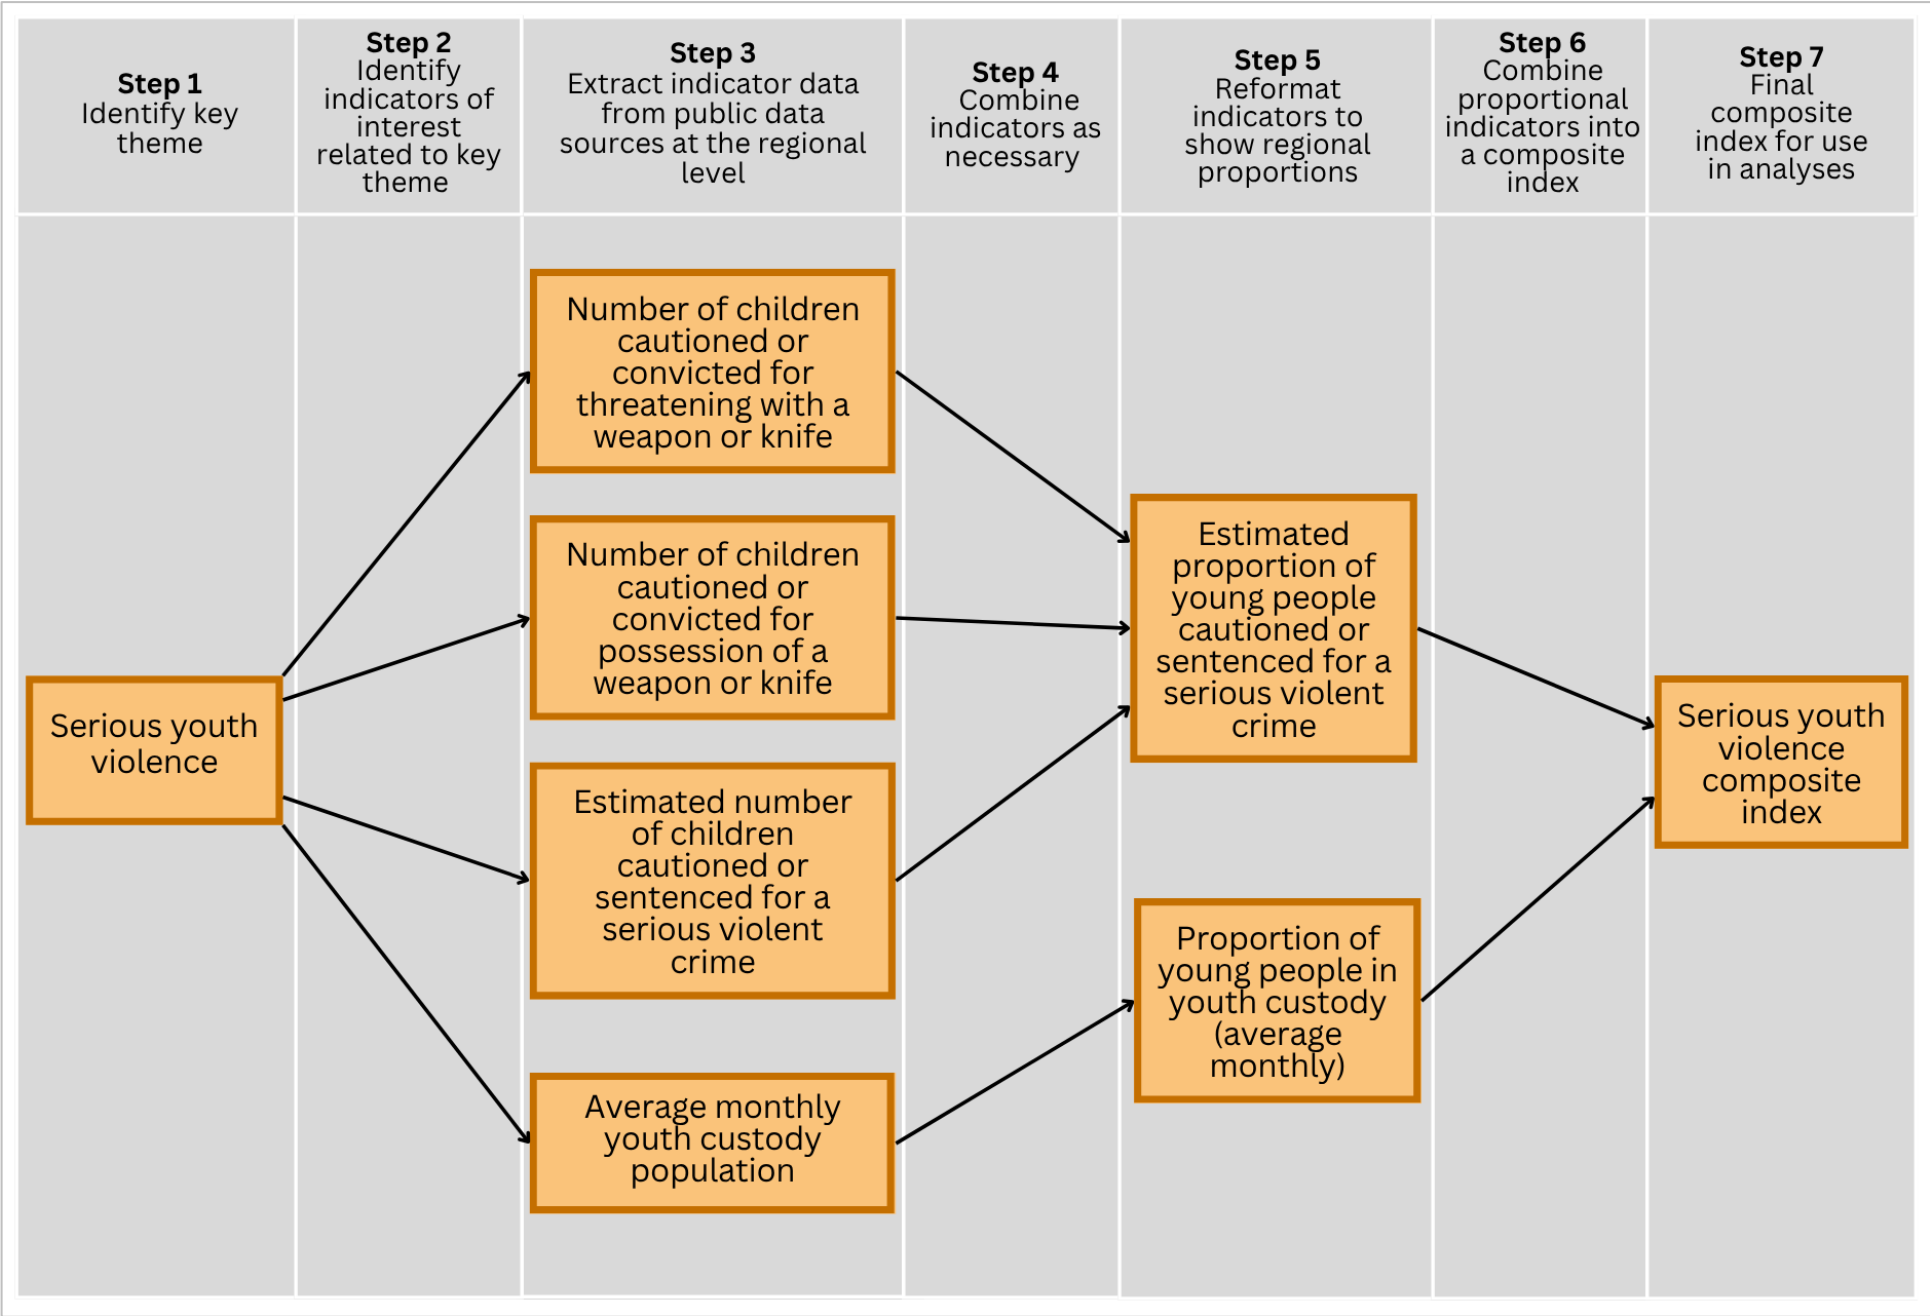 Step 1
Identify key
theme
Step 2
Identify
indicators of
interest
related to key
theme
Step 3
Extract indicator data
from public data
sources at the regional
level
Step 4
Combine
indicators as
necessary
Step 5
Reformat
indicators to
show regional
proportions
Step 6
Combine
proportional
indicators into
a composite
index
Step 7
Final
composite
index for use
in analyses
Serious youth
violence
Number of children
cautioned or
convicted for
threatening with a
weapon or knife
Number of children
cautioned or
convicted for
possession of a
weapon or knife
Estimated number
of children
cautioned or
sentenced for a
serious violent
crime
Average monthly
youth custody
population
Estimated
proportion of
young people
cautioned or
sentenced for a
serious violent
crime
Proportion of
young people in
youth custody
(average
monthly)
Serious youth
violence
composite
index